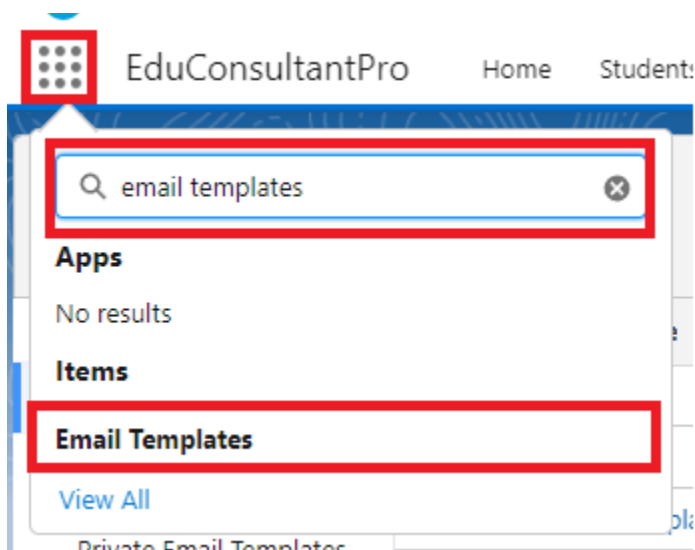 EduConsultantPro Home Students
email templates
Apps
No results
Items
Email Templates
View All
Private Email Templates